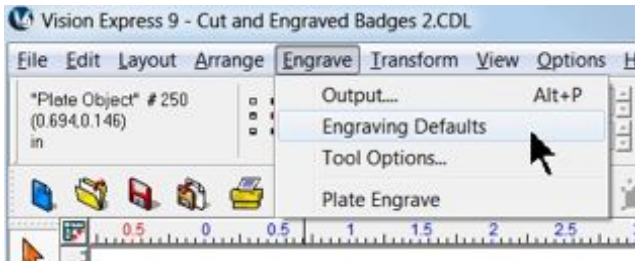 Vision Express 9 - Cut and Engraved Badges 2.CDL
File Edit Layout Arrange Engrave Transform View Options H
"Plate Object" # 250
(0.694,0.146)
in
Output.... Alt+P
Engraving Defaults
Tool Options...
Plate Engrave
0.5 0 0.5 1 1.5 2 2.5